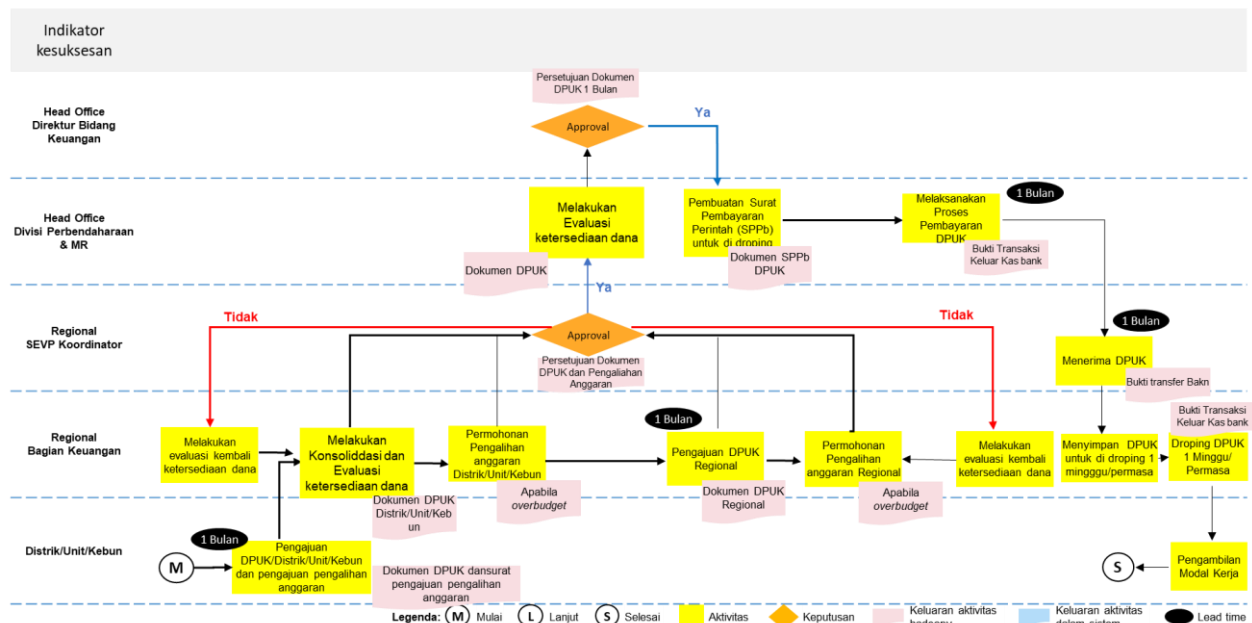 Indikator
kesuksesan
Head Office
Direktur Bidang
Keuangan
Persetujuan Dokumen
DPUK 1 Bulan
Approval
Ya
Head Office
Divisi Perbendaharaan
& MR
Melakukan
Evaluasi
ketersediaan dana
Dokumen DPUK
Pembuatan Surat
Pembayaran
Perintah (SPPb)
untuk di droping
Dokumen SPPb
DPUK
Melaksanakan
Proses
Pembayaran
DPUK
1 Bulan
Bukti Transaksi
Keluar Kas bank
Ya
Regional
SEVP Koordinator
Tidak
Approval
Tidak
Persetujuan Dokumen
DPUK dan Pengaliahan
Anggaran
1 Bulan
Menerima DPUK
Bukti transfer Bakn
Regional
Bagian Keuangan
Melakukan
evaluasi kembali
ketersediaan dana
Melakukan
Konsoliddasi dan
Evaluasi
ketersediaan dana
Dokumen DPUK
Distrik/Unit/Keb
un
Permohonan
Pengalihan
anggaran
Distrik/Unit/Kebun
Apabila
overbudget
1 Bulan
Pengajuan DPUK
Regional
Dokumen DPUK
Regional
Permohonan
Pengalihan
anggaran Regional
Apabila
overbudget
Melakukan
evaluasi kembali
ketersediaan dana
Menyimpan DPUK
untuk di droping 1
mingggu/permasa
Bukti Transaksi
Keluar Kas bank
Droping DPUK
1 Minggu/
Permasa
Distrik/Unit/Kebun
M
1 Bulan
Pengajuan
DPUK/Distrik/Unit/Kebun
dan pengajuan pengalihan
anggaran
Dokumen DPUK dansurat
pengajuan pengalihan
anggaran
S
Pengambilan
Modal Kerja
Legenda: M Mulai L Lanjut S Selesai Aktivitas Keputusan Keluaran aktivitas Keluaran aktivitas Lead time